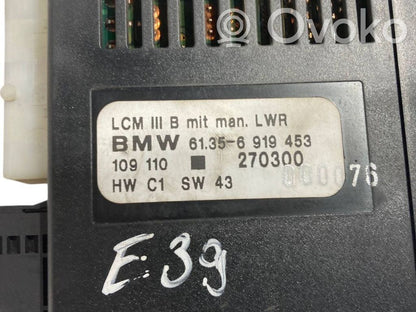 Ovoko
LCM III B mit man. LWR
BMW 61.35-6 919 453
109 110 ■ 270300
HW C1 SW 43 000076
E39